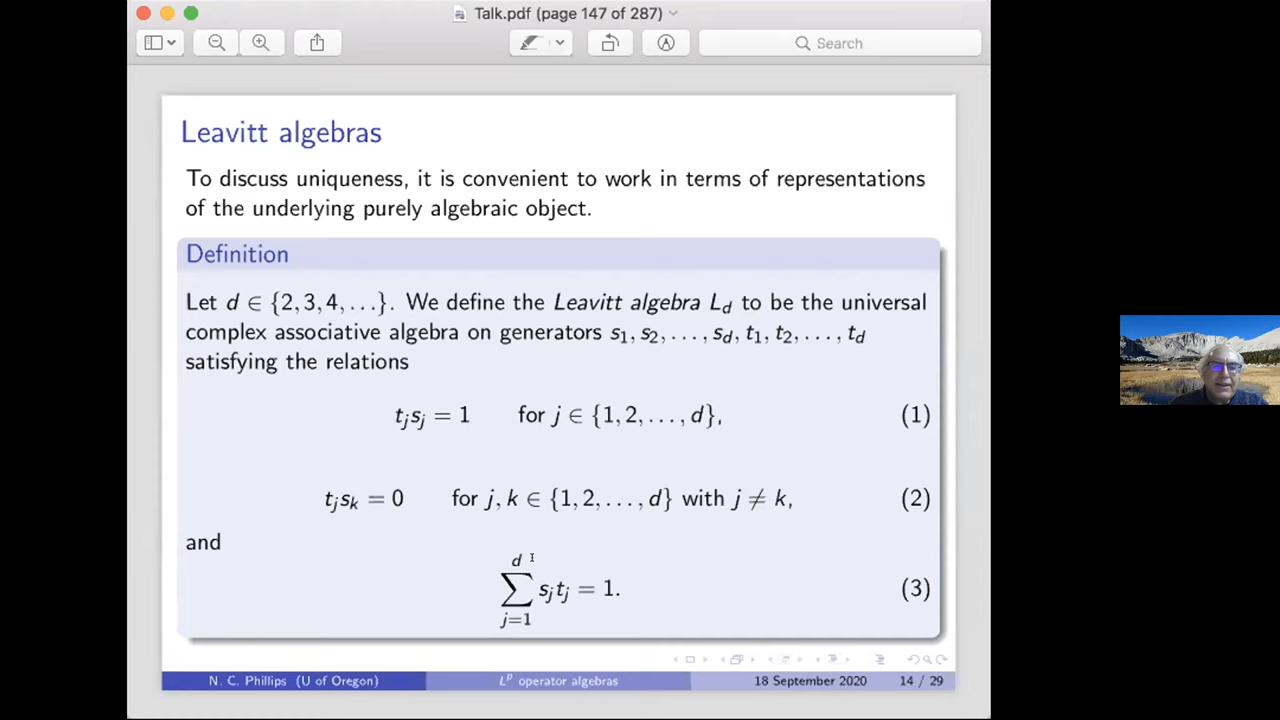 Talk.pdf (page 147 of 287)
Search
Leavitt algebras
To discuss uniqueness, it is convenient to work in terms of representations
of the underlying purely algebraic object.
Definition
Let d ∈ {2, 3, 4, . . .}. We define the Leavitt algebra L_d to be the universal
complex associative algebra on generators s_1, s_2, . . . , s_d, t_1, t_2, . . . , t_d
satisfying the relations
t_j s_j = 1 for j ∈ {1, 2, . . . , d}, (1)
t_j s_k = 0 for j, k ∈ {1, 2, . . . , d} with j ≠ k, (2)
and
∑_{j=1}^{d} s_j t_j = 1. (3)
N. C. Phillips (U of Oregon) L^p operator algebras 18 September 2020 14 / 29